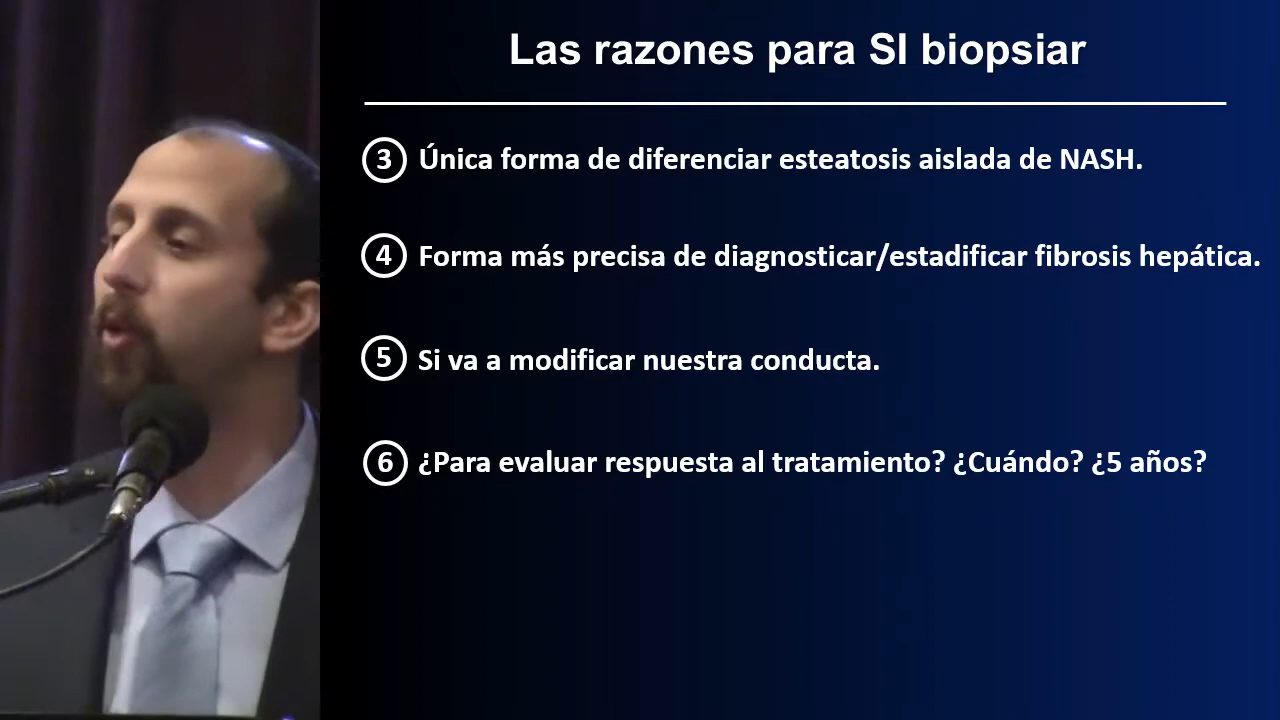 Las razones para SI biopsiar
3 Única forma de diferenciar esteatosis aislada de NASH.
4 Forma más precisa de diagnosticar/estadificar fibrosis hepática.
5 Si va a modificar nuestra conducta.
6 ¿Para evaluar respuesta al tratamiento? ¿Cuándo? ¿5 años?